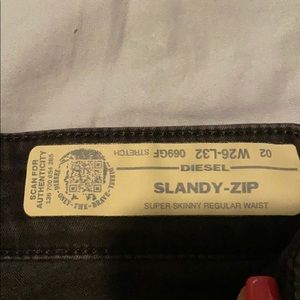 SCAN FOR
AUTHENTICITY
STRETCH
069GF
W26-L32
02
DIESEL
SLANDY-ZIP
SUPER-SKINNY REGULAR WAIST
ONLY-THE-BRAVE